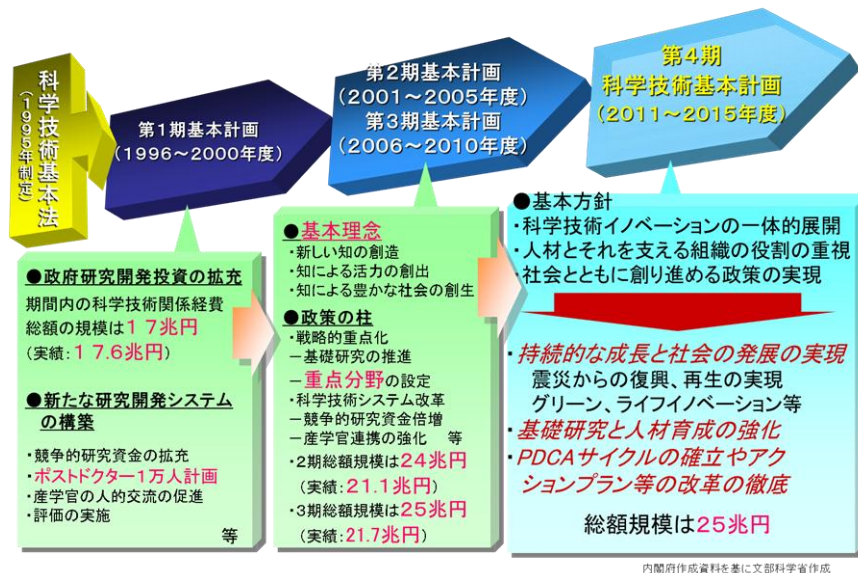 科学技術基本法
(1995年制定)
第1期基本計画
(1996～2000年度)
第2期基本計画
(2001～2005年度)
第3期基本計画
(2006～2010年度)
第4期
科学技術基本計画
(2011～2015年度)
●政府研究開発投資の拡充
期間内の科学技術関係経費
総額の規模は17兆円
(実績:17.6兆円)
●新たな研究開発システム
の構築
・競争的研究資金の拡充
・ポストドクター1万人計画
・産学官の人的交流の促進
・評価の実施
等
●基本理念
・新しい知の創造
・知による活力の創出
・知による豊かな社会の創生
●政策の柱
・戦略的重点化
－基礎研究の推進
－重点分野の設定
・科学技術システム改革
－競争的研究資金倍増
－産学官連携の強化 等
・2期総額規模は24兆円
(実績:21.1兆円)
・3期総額規模は25兆円
(実績:21.7兆円)
●基本方針
・科学技術イノベーションの一体的展開
・人材とそれを支える組織の役割の重視
・社会とともに創り進める政策の実現
・持続的な成長と社会の発展の実現
震災からの復興、再生の実現
グリーン、ライフイノベーション等
・基礎研究と人材育成の強化
・PDCAサイクルの確立やアク
ションプラン等の改革の徹底
総額規模は25兆円
内閣府作成資料を基に文部科学省作成